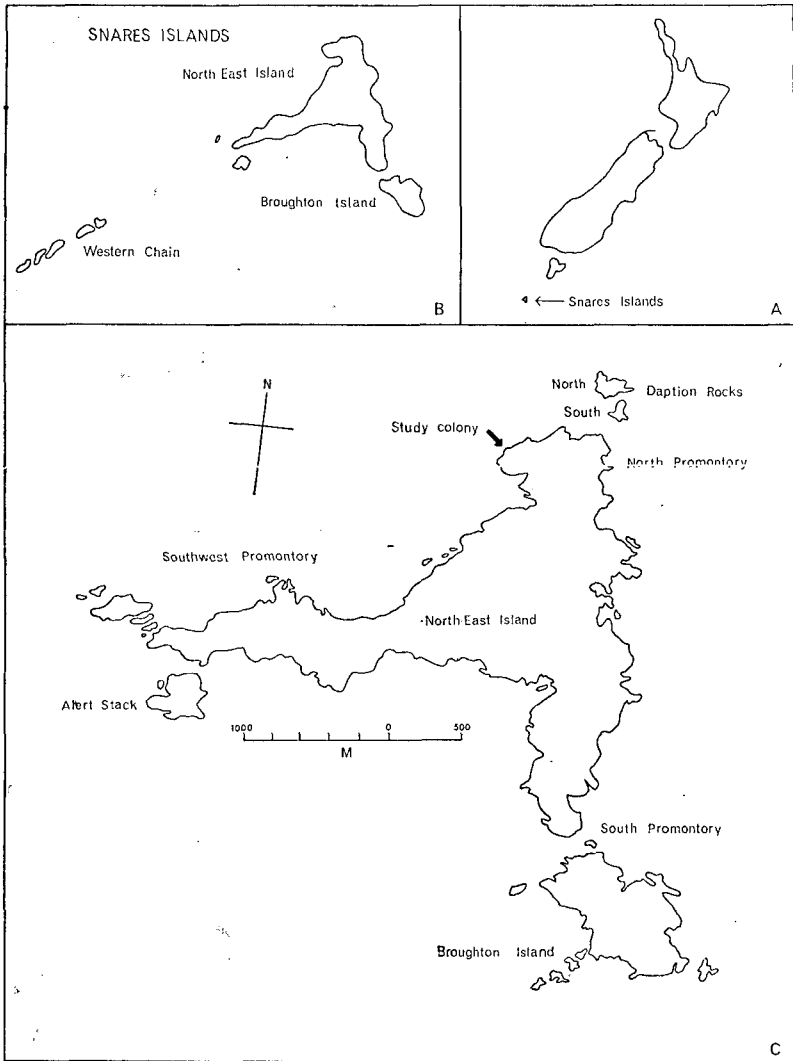 SNARES ISLANDS
North East Island
Broughton Island
Western Chain
B
← Snares Islands
A
N
North
Daption Rocks
South
Study colony
North Promontory
Southwest Promontory
North East Island
Alert Stack
1000 0 500
M
South Promontory
Broughton Island
C